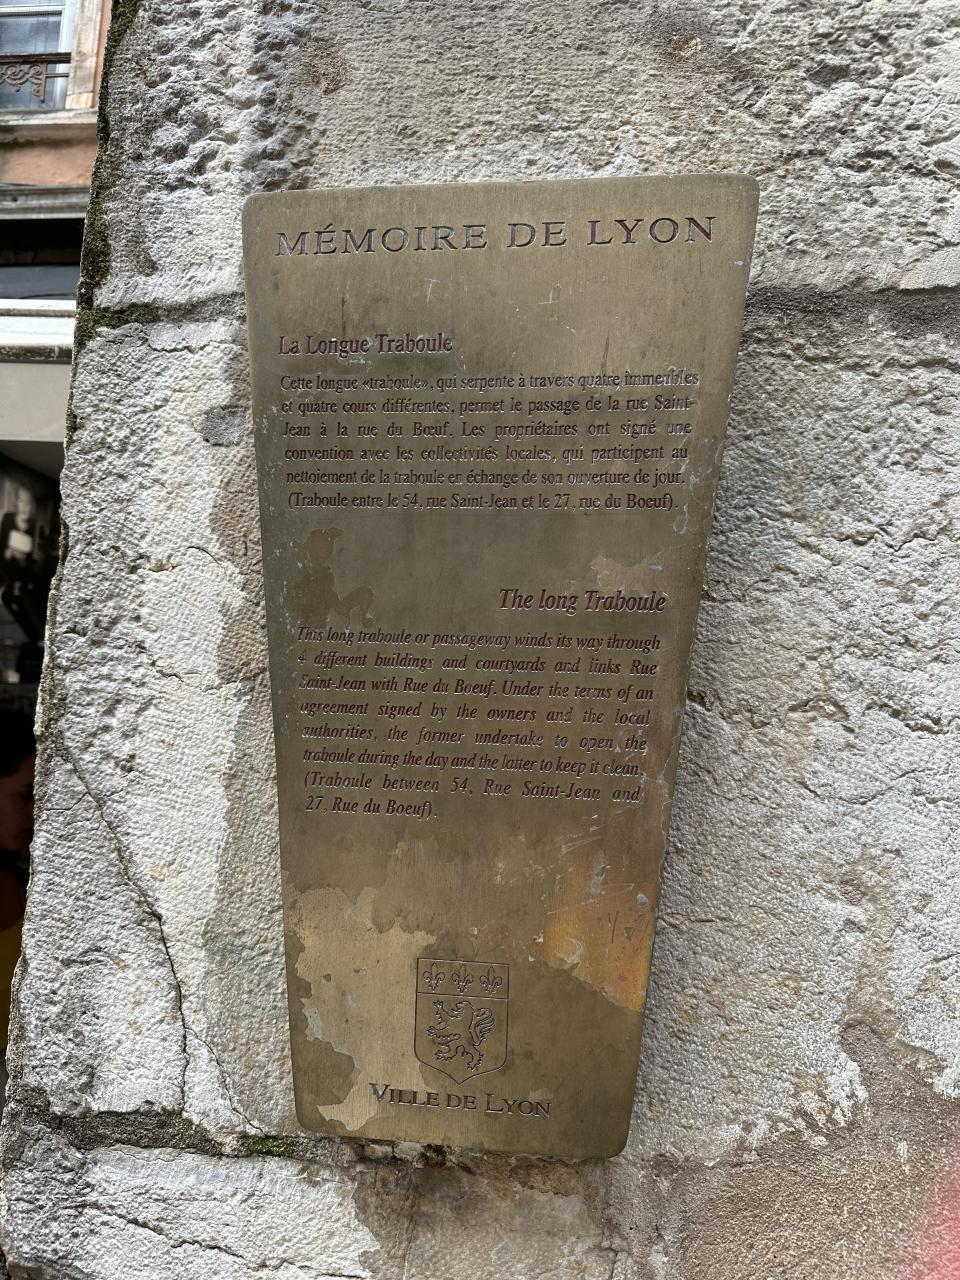 MÉMOIRE DE LYON
La Longue Traboule
Cette longue «traboule», qui serpente à travers quatre immeubles
et quatre cours différentes, permet le passage de la rue Saint-
Jean à la rue du Bœuf. Les propriétaires ont signé une
convention avec les collectivités locales, qui participent au
nettoiement de la traboule en échange de son ouverture de jour.
(Traboule entre le 54, rue Saint-Jean et le 27, rue du Boeuf).
The long Traboule
This long traboule or passageway winds its way through
4 different buildings and courtyards and links Rue
Saint-Jean with Rue du Boeuf. Under the terms of an
agreement signed by the owners and the local
authorities, the former undertake to open the
traboule during the day and the latter to keep it clean.
(Traboule between 54, Rue Saint-Jean and
27, Rue du Boeuf).
VILLE DE LYON